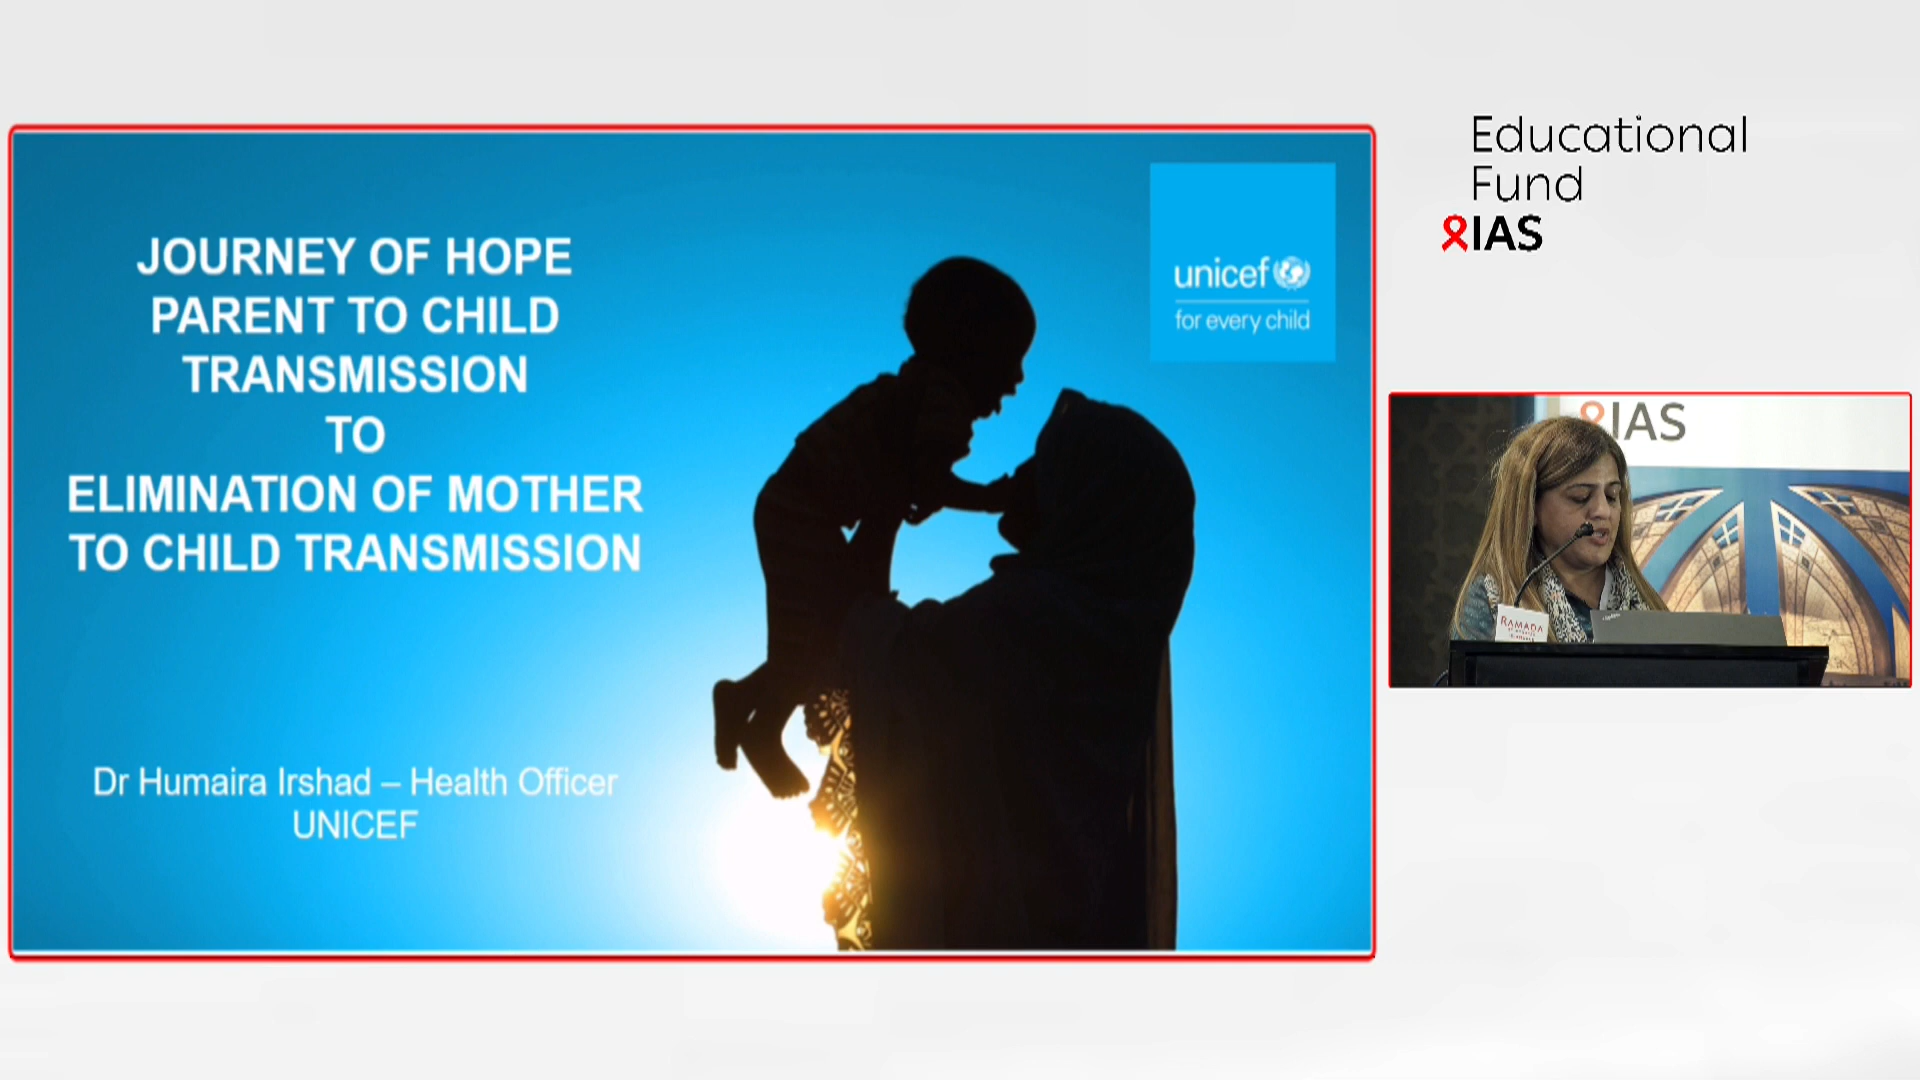 JOURNEY OF HOPE
PARENT TO CHILD
TRANSMISSION
TO
ELIMINATION OF MOTHER
TO CHILD TRANSMISSION
Dr Humaira Irshad – Health Officer
UNICEF
unicef
for every child
Educational
Fund
IAS
IAS
RAMADA